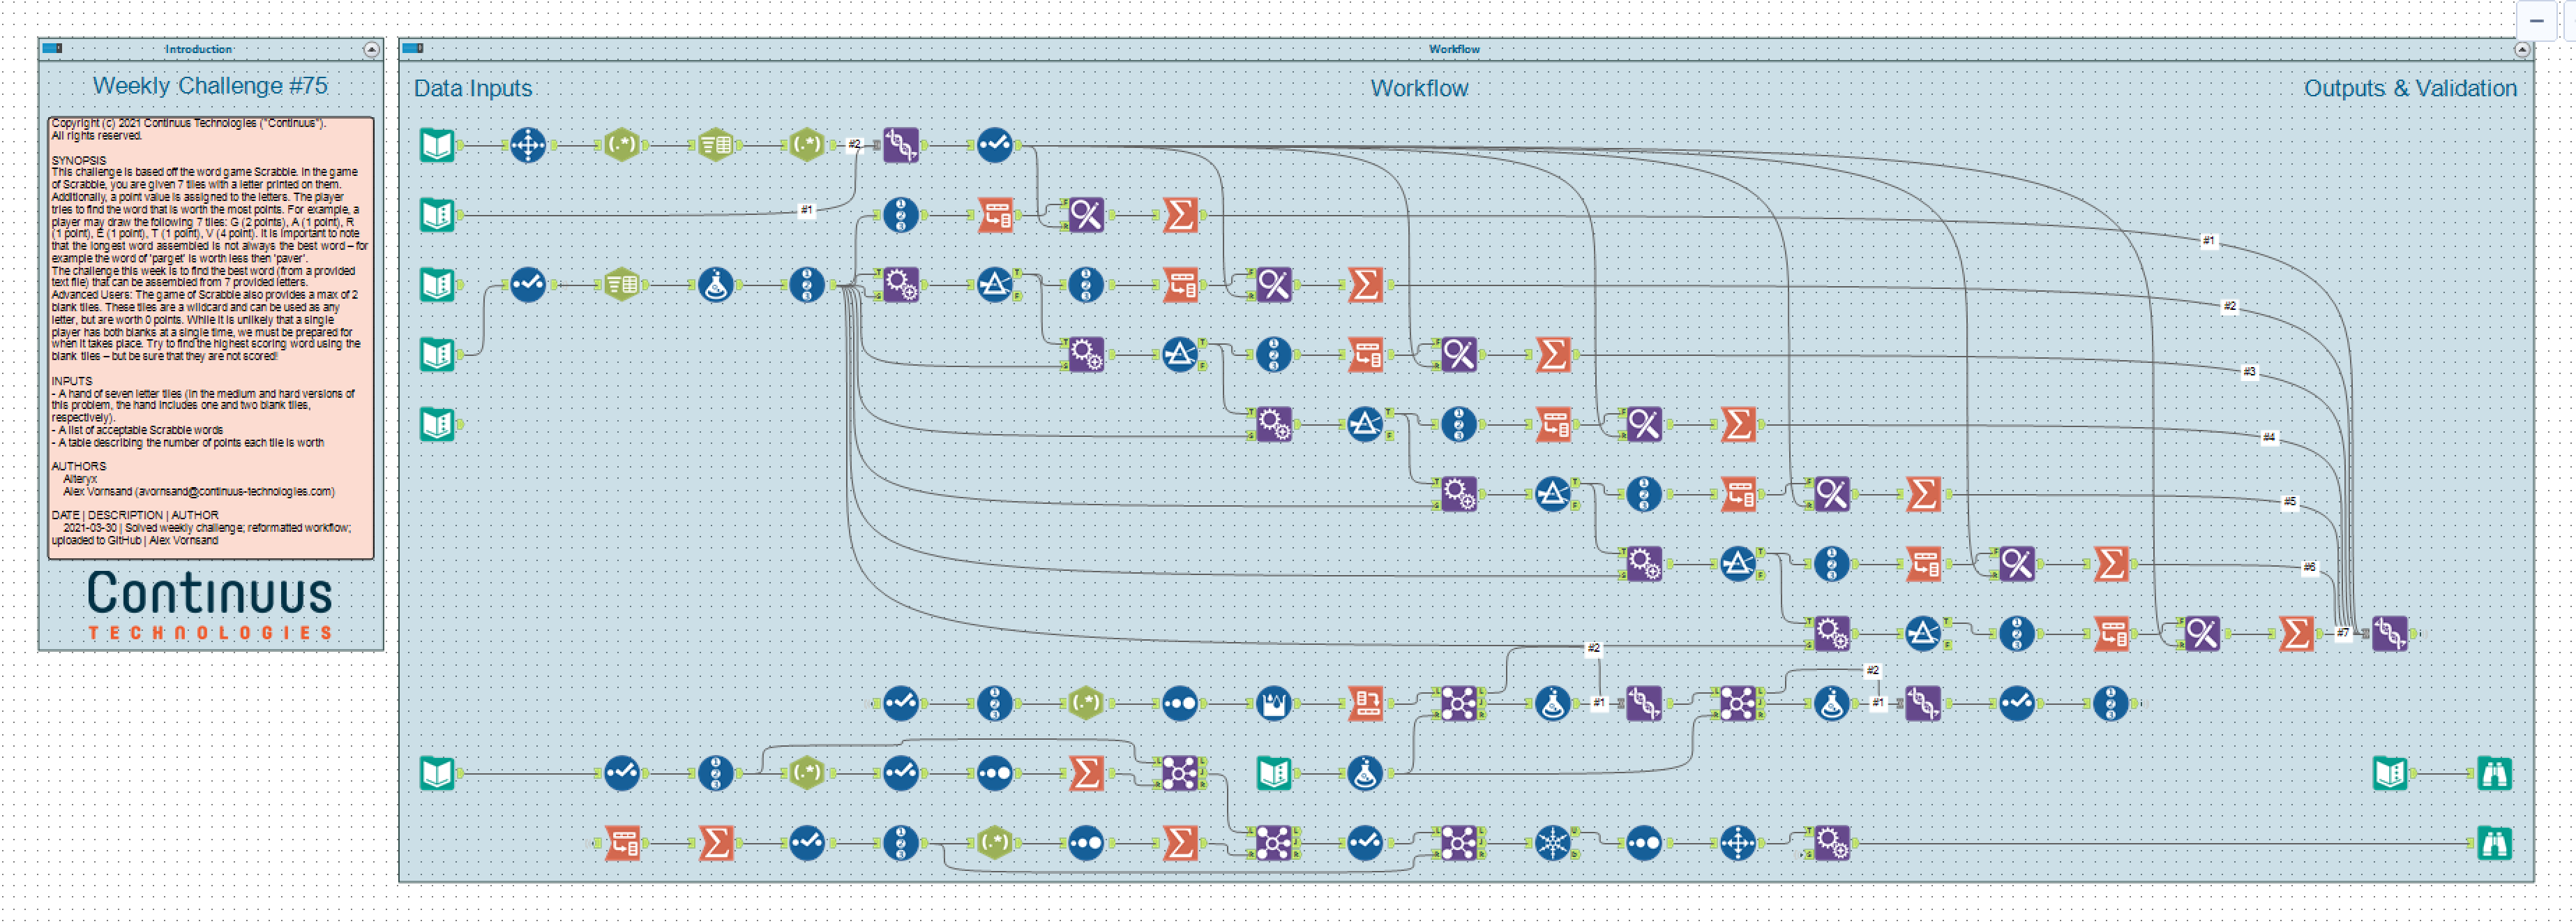 Introduction
Weekly Challenge #75
Copyright (c) 2021 Continuus Technologies ("Continuus").
All rights reserved.
SYNOPSIS
This challenge is based off the word game Scrabble. In the game
of Scrabble, you are given 7 tiles with a letter printed on them.
Additionally, a point value is assigned to the letters. The player
tries to find the word that is worth the most points. For example, a
player may draw the following 7 tiles: G (2 points), A (1 point), R
(1 point), E (1 point), T (1 point), V (4 point). It is important to note
that the longest word assembled is not always the best word – for
example the word of 'parget' is worth less then 'paver'.
The challenge this week is to find the best word (from a provided
text file) that can be assembled from 7 provided letters.
Advanced Users: The game of Scrabble also provides a max of 2
blank tiles. These tiles are a wildcard and can be used as any
letter, but are worth 0 points. While it is unlikely that a single
player has both blanks at a single time, we must be prepared for
when it takes place. Try to find the highest scoring word using the
blank tiles – but be sure that they are not scored!
INPUTS
- A hand of seven letter tiles (in the medium and hard versions of
this problem, the hand includes one and two blank tiles,
respectively).
- A list of acceptable Scrabble words
- A table describing the number of points each tile is worth
AUTHORS
Alteryx
Alex Vornsand (avornsand@continuus-technologies.com)
DATE | DESCRIPTION | AUTHOR
2021-03-30 | Solved weekly challenge; reformatted workflow;
uploaded to GitHub | Alex Vornsand
Continuus
TECHNOLOGIES
Workflow
Data Inputs
Workflow
Outputs & Validation
(.*)
(.*)
#2
#1
#1
#2
#3
#4
#5
#6
#7
#2
#2
(.*)
#1
#1
(.*)
(.*)